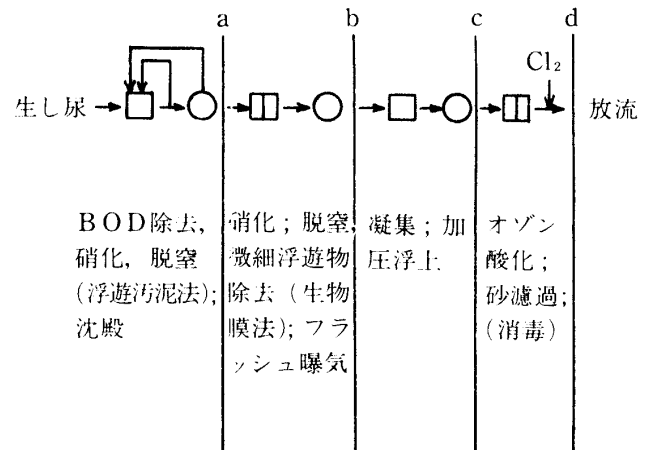 a b c d
Cl₂
生し尿 放流
BOD除去,
硝化, 脱窒
(浮遊汚泥法);
沈殿
硝化; 脱窒,
微細浮遊物
除去(生物
膜法); フラ
ッシュ曝気
凝集; 加
圧浮上
オゾン
酸化;
砂濾過;
(消毒)